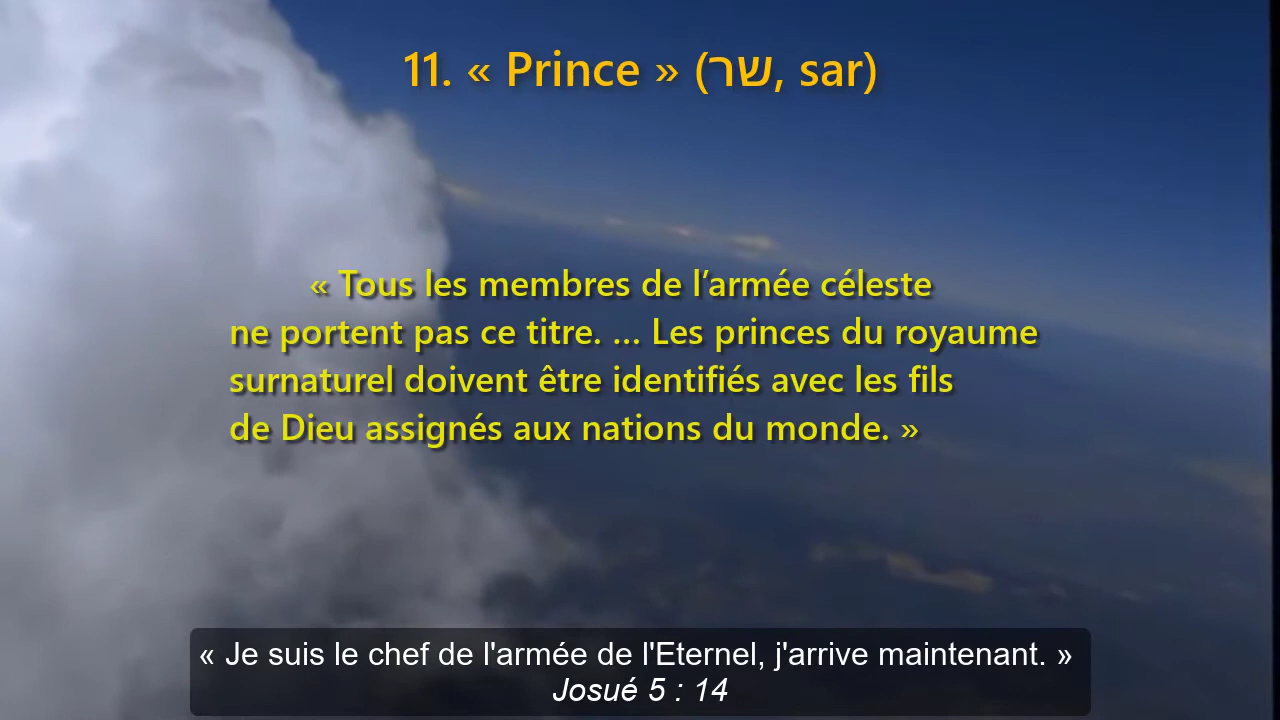 11. « Prince » (שר, sar)
« Tous les membres de l’armée céleste
ne portent pas ce titre. … Les princes du royaume
surnaturel doivent être identifiés avec les fils
de Dieu assignés aux nations du monde. »
« Je suis le chef de l'armée de l'Eternel, j'arrive maintenant. »
Josué 5 : 14